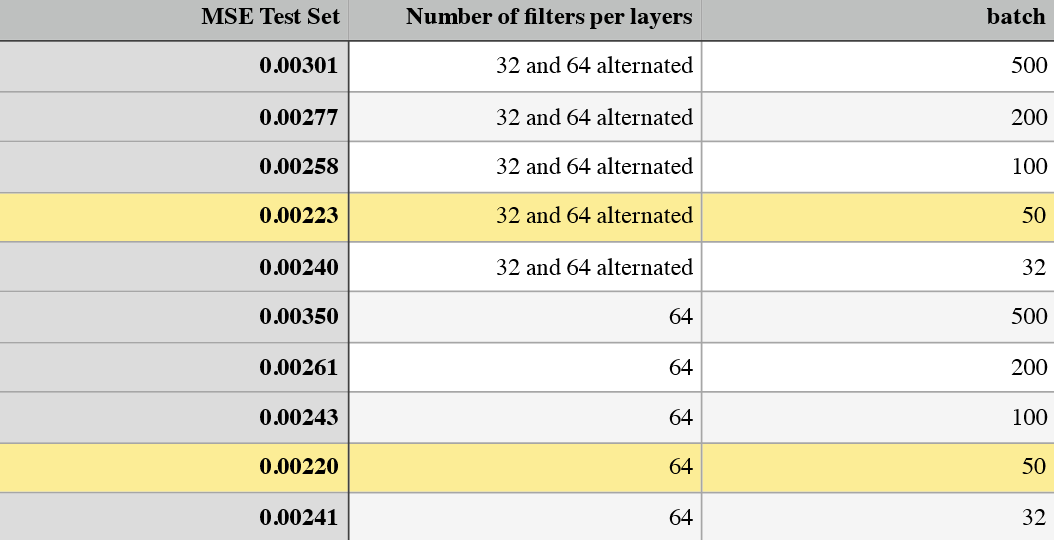 MSE Test Set Number of filters per layers batch
0.00301 32 and 64 alternated 500
0.00277 32 and 64 alternated 200
0.00258 32 and 64 alternated 100
0.00223 32 and 64 alternated 50
0.00240 32 and 64 alternated 32
0.00350 64 500
0.00261 64 200
0.00243 64 100
0.00220 64 50
0.00241 64 32